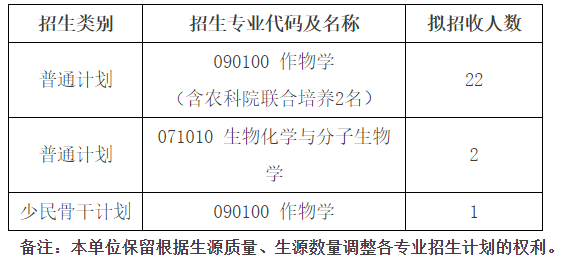 招生类别 招生专业代码及名称 拟招收人数
普通计划 090100 作物学 22
（含农科院联合培养2名）
普通计划 071010 生物化学与分子生物 2
学
少民骨干计划 090100 作物学 1
备注：本单位保留根据生源质量、生源数量调整各专业招生计划的权利。